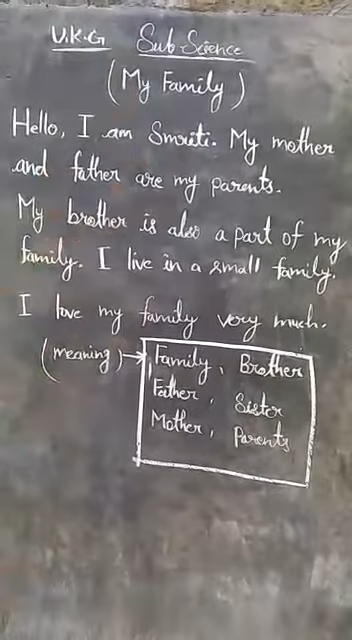 U.K.G Sub Science
(My Family)
Hello, I am Smriti. My mother
and father are my parents.
My brother is also a part of my
family. I live in a small family.
I love my family very much.
(meaning) → Family, Brother
Father, Sister
Mother, Parents